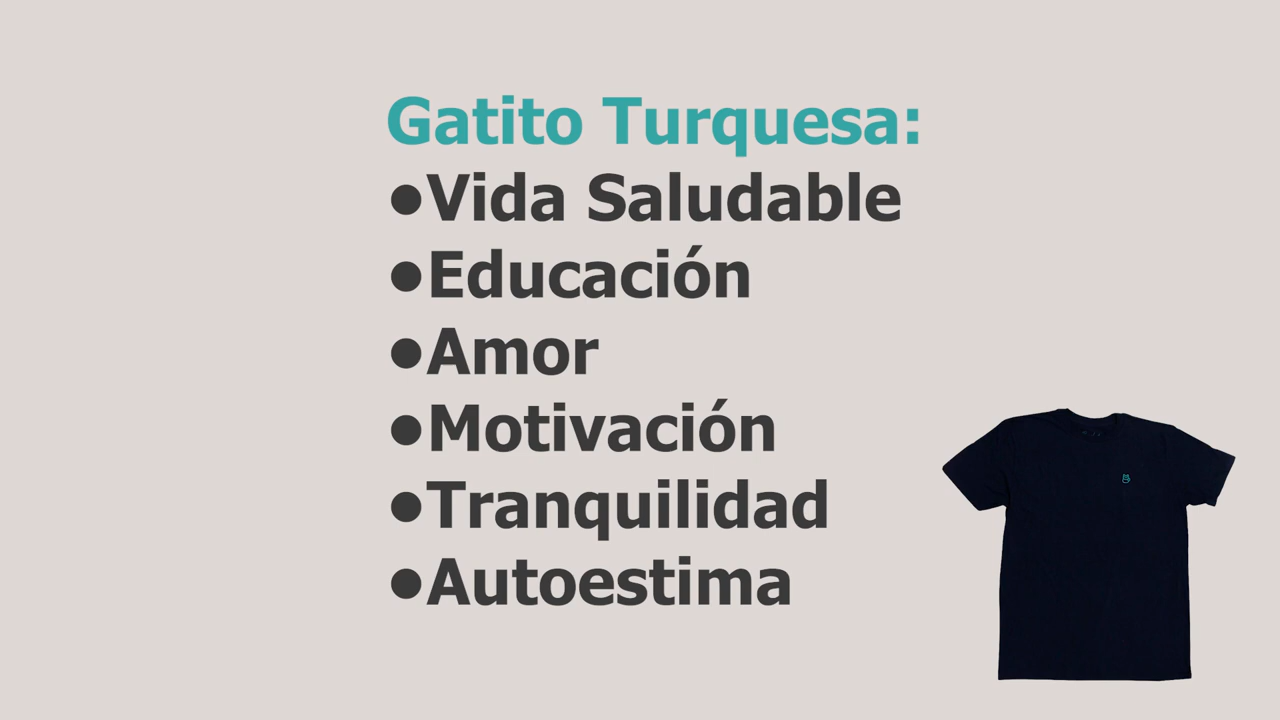 Gatito Turquesa:
•Vida Saludable
•Educación
•Amor
•Motivación
•Tranquilidad
•Autoestima